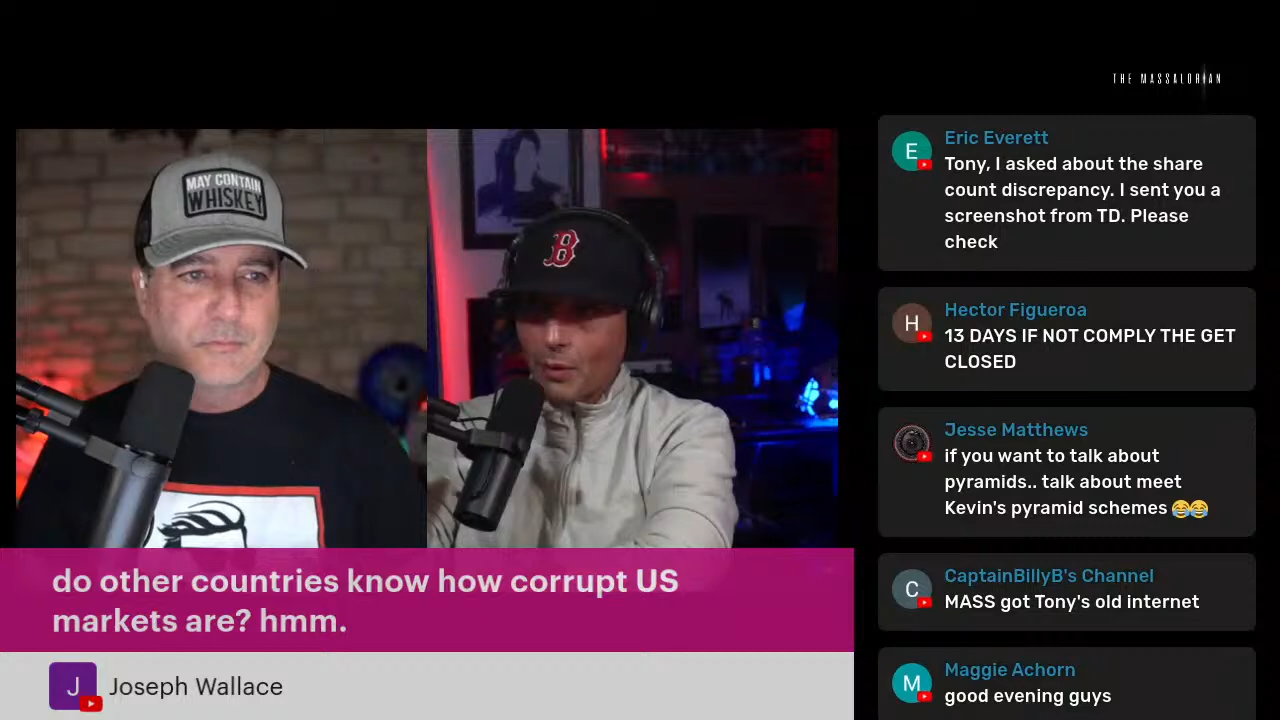 THE MASSALORIAN
MAY CONTAIN
WHISKEY
B
Eric Everett
E
Tony, I asked about the share
count discrepancy. I sent you a
screenshot from TD. Please
check
Hector Figueroa
H
13 DAYS IF NOT COMPLY THE GET
CLOSED
Jesse Matthews
if you want to talk about
pyramids.. talk about meet
Kevin's pyramid schemes 😂😂
CaptainBillyB's Channel
C
MASS got Tony's old internet
Maggie Achorn
M
good evening guys
do other countries know how corrupt US
markets are? hmm.
J
Joseph Wallace